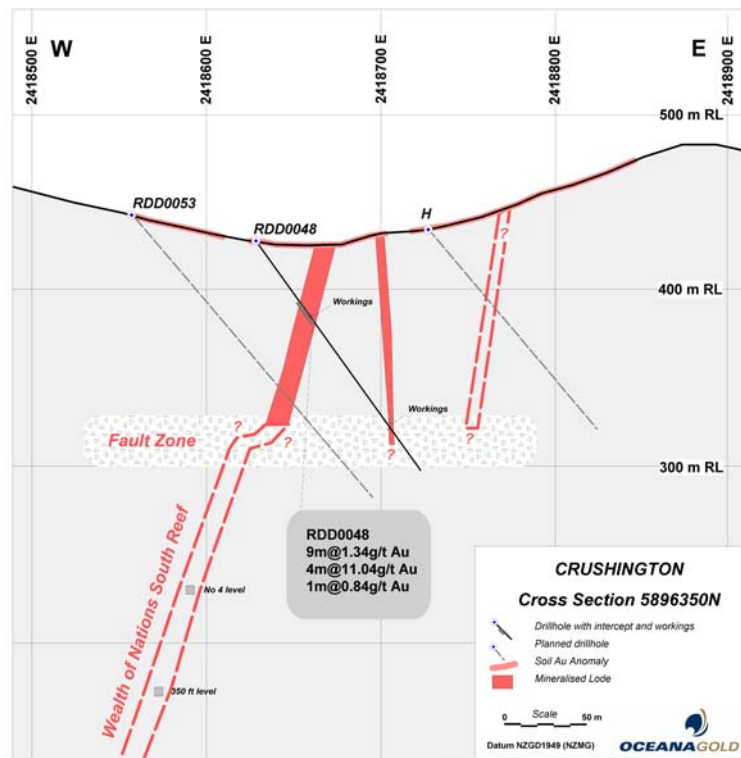 2418500 E
W
2418600 E
2418700 E
2418800 E
E
2418900 E
500 m RL
RDD0053
RDD0048
H
?
400 m RL
Workings
Workings
?
?
?
?
Fault Zone
300 m RL
RDD0048
9m@1.34g/t Au
4m@11.04g/t Au
1m@0.84g/t Au
Wealth of Nations South Reef
No 4 level
350 ft level
CRUSHINGTON
Cross Section 5896350N
Drillhole with intercept and workings
Planned drillhole
Soil Au Anomaly
Mineralised Lode
0 Scale 50 m
Datum NZGD1949 (NZMG)
OCEANAGOLD